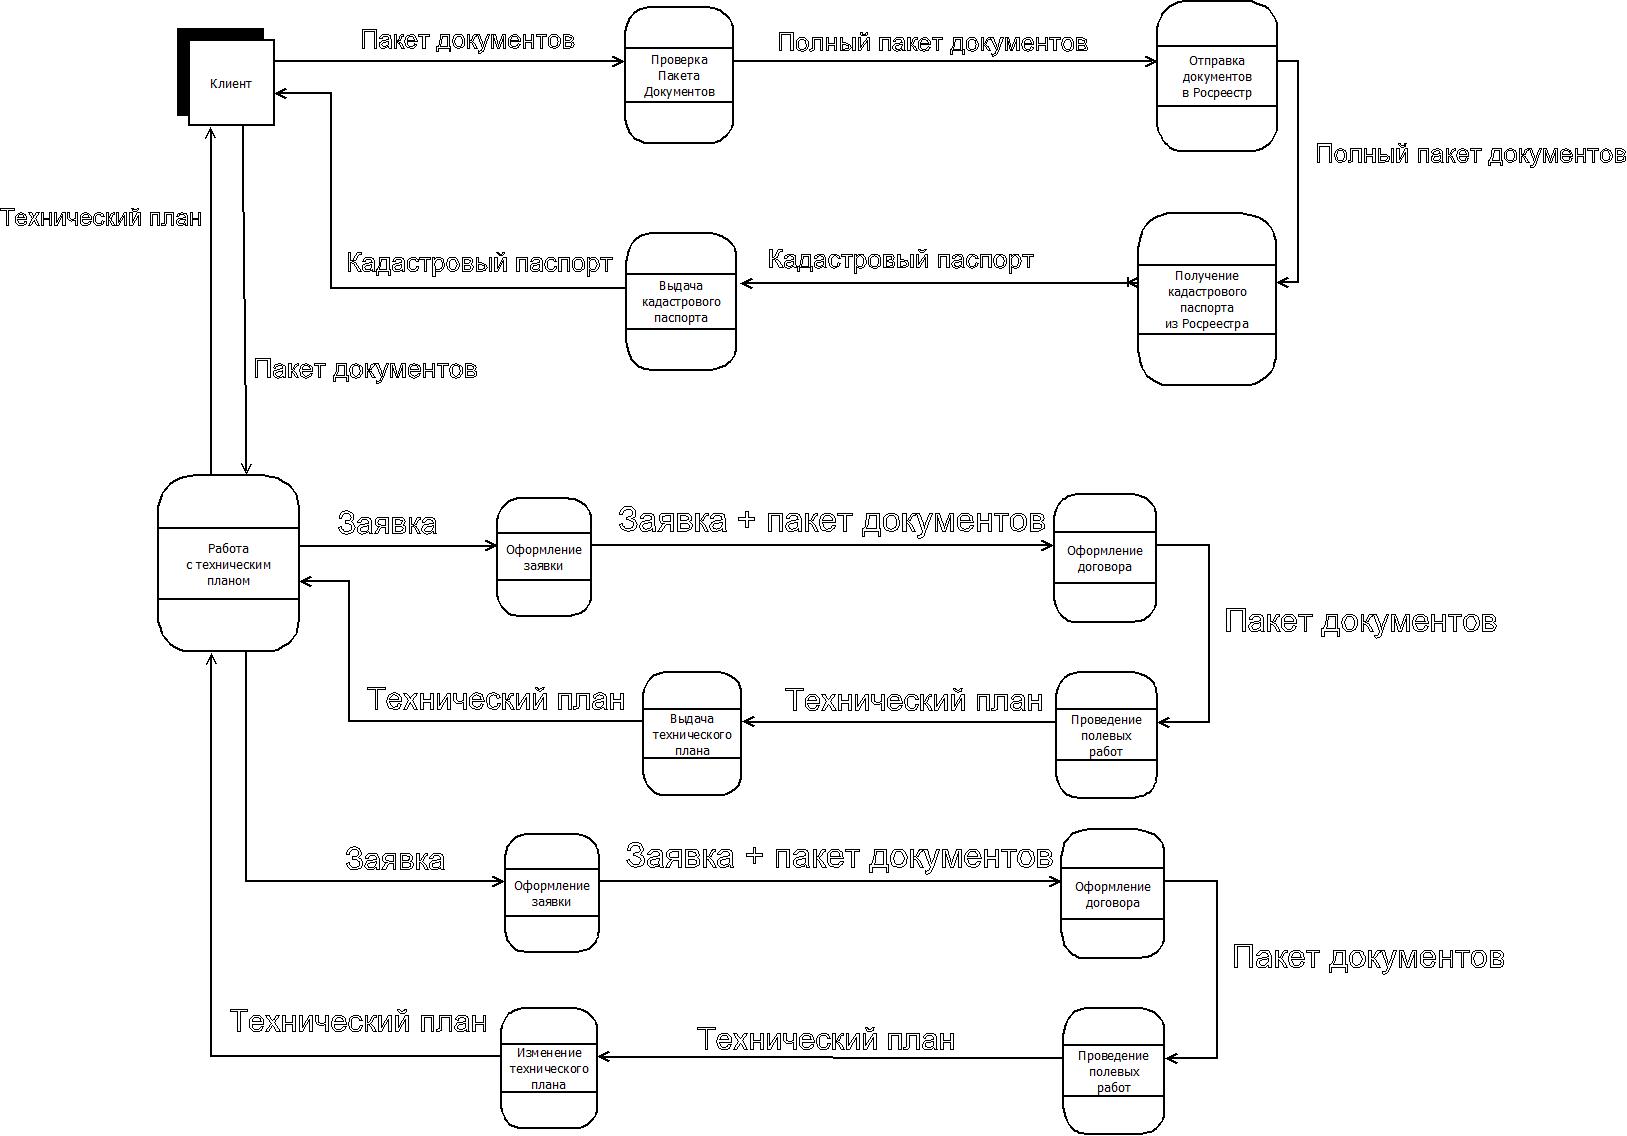 Пакет документов
Полный пакет документов
Клиент
Проверка
Пакета
Документов
Отправка
документов
в Росреестр
Полный пакет документов
Технический план
Кадастровый паспорт
Кадастровый паспорт
Выдача
кадастрового
паспорта
Получение
кадастрового
паспорта
из Росреестра
Пакет документов
Работа
с техническим
планом
Заявка
Оформление
заявки
Заявка + пакет документов
Оформление
договора
Пакет документов
Технический план
Выдача
технического
плана
Технический план
Проведение
полевых
работ
Заявка
Оформление
заявки
Заявка + пакет документов
Оформление
договора
Пакет документов
Технический план
Изменение
технического
плана
Технический план
Проведение
полевых
работ